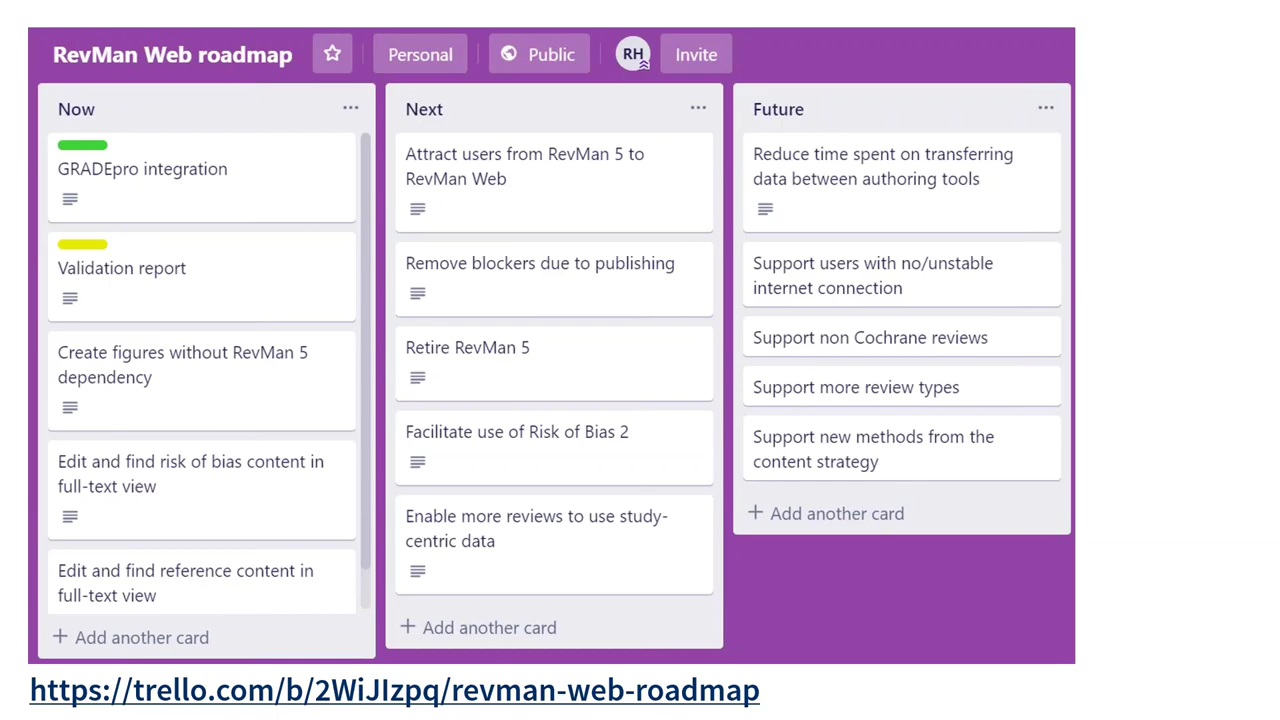 RevMan Web roadmap
Personal
Public
RH
Invite
Now
GRADEpro integration
Validation report
Create figures without RevMan 5
dependency
Edit and find risk of bias content in
full-text view
Edit and find reference content in
full-text view
+ Add another card
Next
Attract users from RevMan 5 to
RevMan Web
Remove blockers due to publishing
Retire RevMan 5
Facilitate use of Risk of Bias 2
Enable more reviews to use study-
centric data
+ Add another card
Future
Reduce time spent on transferring
data between authoring tools
Support users with no/unstable
internet connection
Support non Cochrane reviews
Support more review types
Support new methods from the
content strategy
+ Add another card
https://trello.com/b/2WiJIzpq/revman-web-roadmap